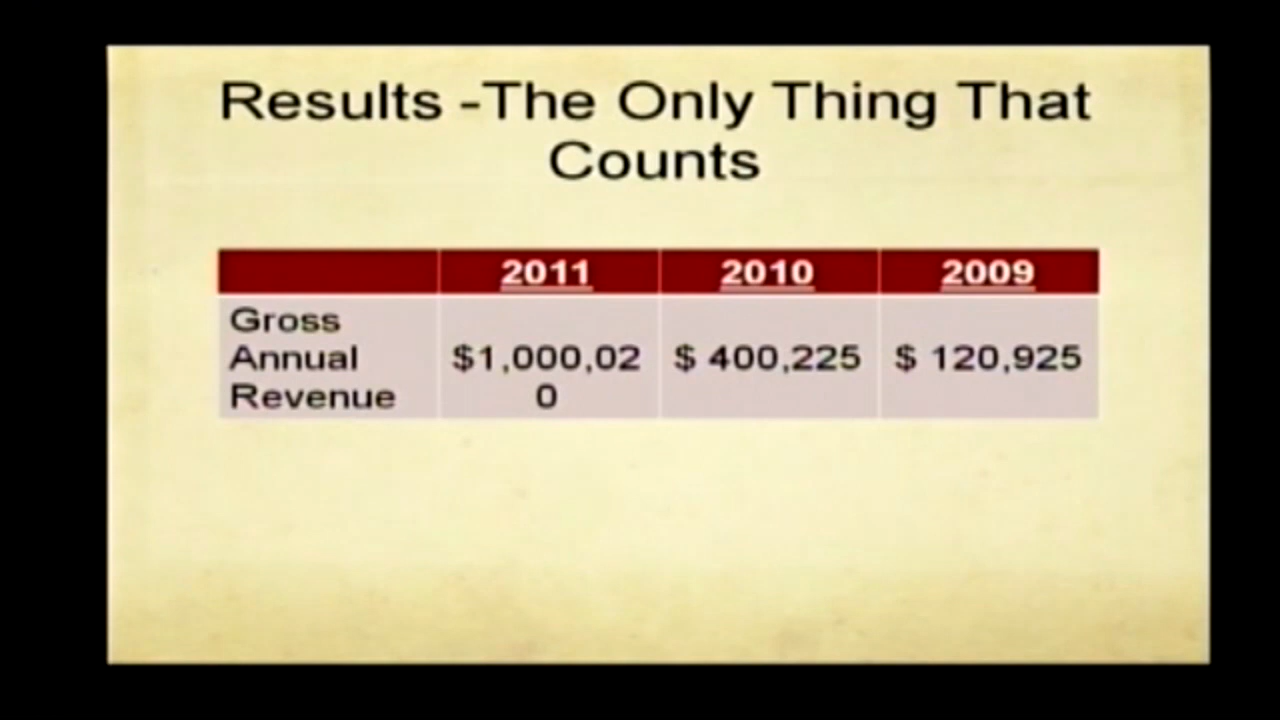 Results -The Only Thing That
Counts
2011 2010 2009
Gross
Annual $1,000,02 $ 400,225 $ 120,925
Revenue 0